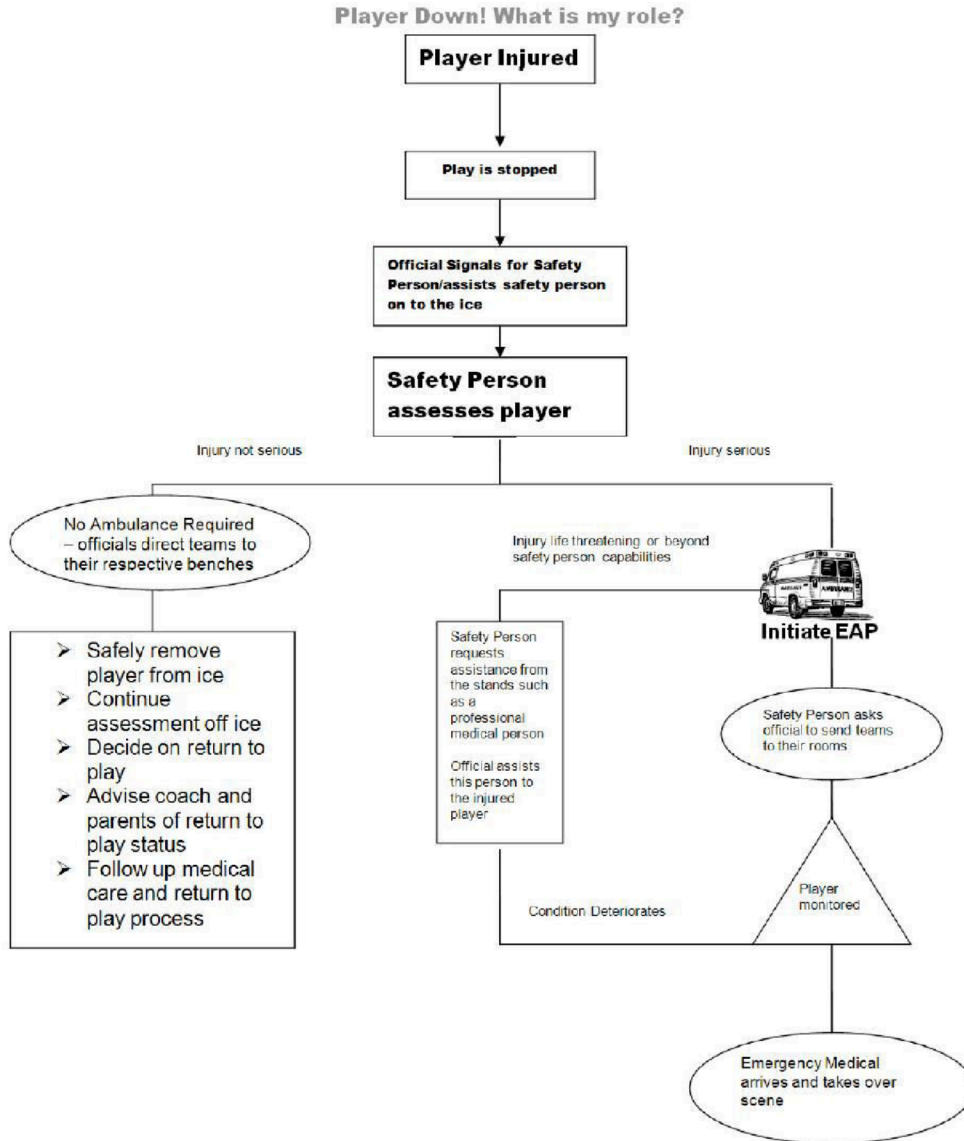 Player Down! What is my role?
Player Injured
Play is stopped
Official Signals for Safety
Person/assists safety person
on to the ice
Safety Person
assesses player
Injury not serious
Injury serious
No Ambulance Required
– officials direct teams to
their respective benches
Injury life threatening or beyond
safety person capabilities
AMBULANCE
Initiate EAP
➢ Safely remove
player from ice
➢ Continue
assessment off ice
➢ Decide on return to
play
➢ Advise coach and
parents of return to
play status
➢ Follow up medical
care and return to
play process
Safety Person
requests
assistance from
the stands such
as a
professional
medical person
Official assists
this person to
the injured
player
Safety Person asks
official to send teams
to their rooms
Player
monitored
Condition Deteriorates
Emergency Medical
arrives and takes over
scene